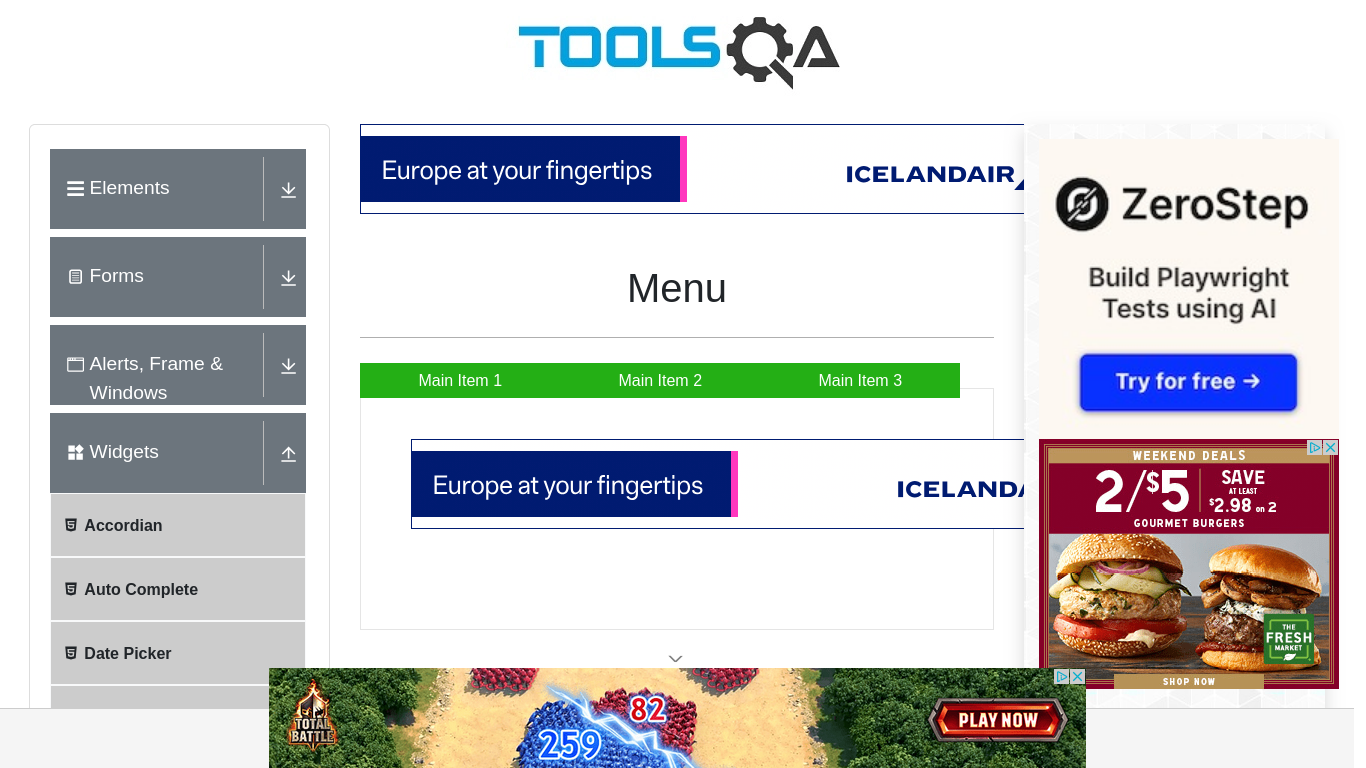 TOOLSQA
Elements
Forms
Alerts, Frame &
Windows
Widgets
Accordian
Auto Complete
Date Picker
Europe at your fingertips
ICELANDAIR
Menu
Main Item 1
Main Item 2
Main Item 3
Europe at your fingertips
ICELANDA
ZeroStep
Build Playwright
Tests using AI
Try for free →
WEEKEND DEALS
2/$5
SAVE
AT LEAST
$2.98 on 2
GOURMET BURGERS
THE
FRESH
MARKET
SHOP NOW
TOTAL
BATTLE
82
259
PLAY NOW